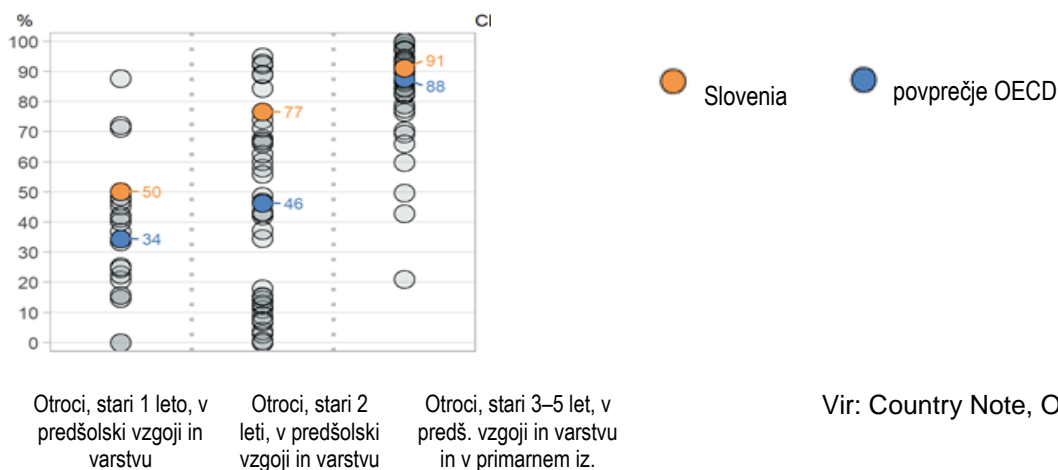 %
Cl
100
90
80
70
60
50
40
30
20
10
0
50
34
77
46
91
88
Slovenia
povprečje OECD
Otroci, stari 1 leto, v
predšolski vzgoji in
varstvu
Otroci, stari 2
leti, v predšolski
vzgoji in varstvu
Otroci, stari 3–5 let, v
predš. vzgoji in varstvu
in v primarnem iz.
Vir: Country Note, O